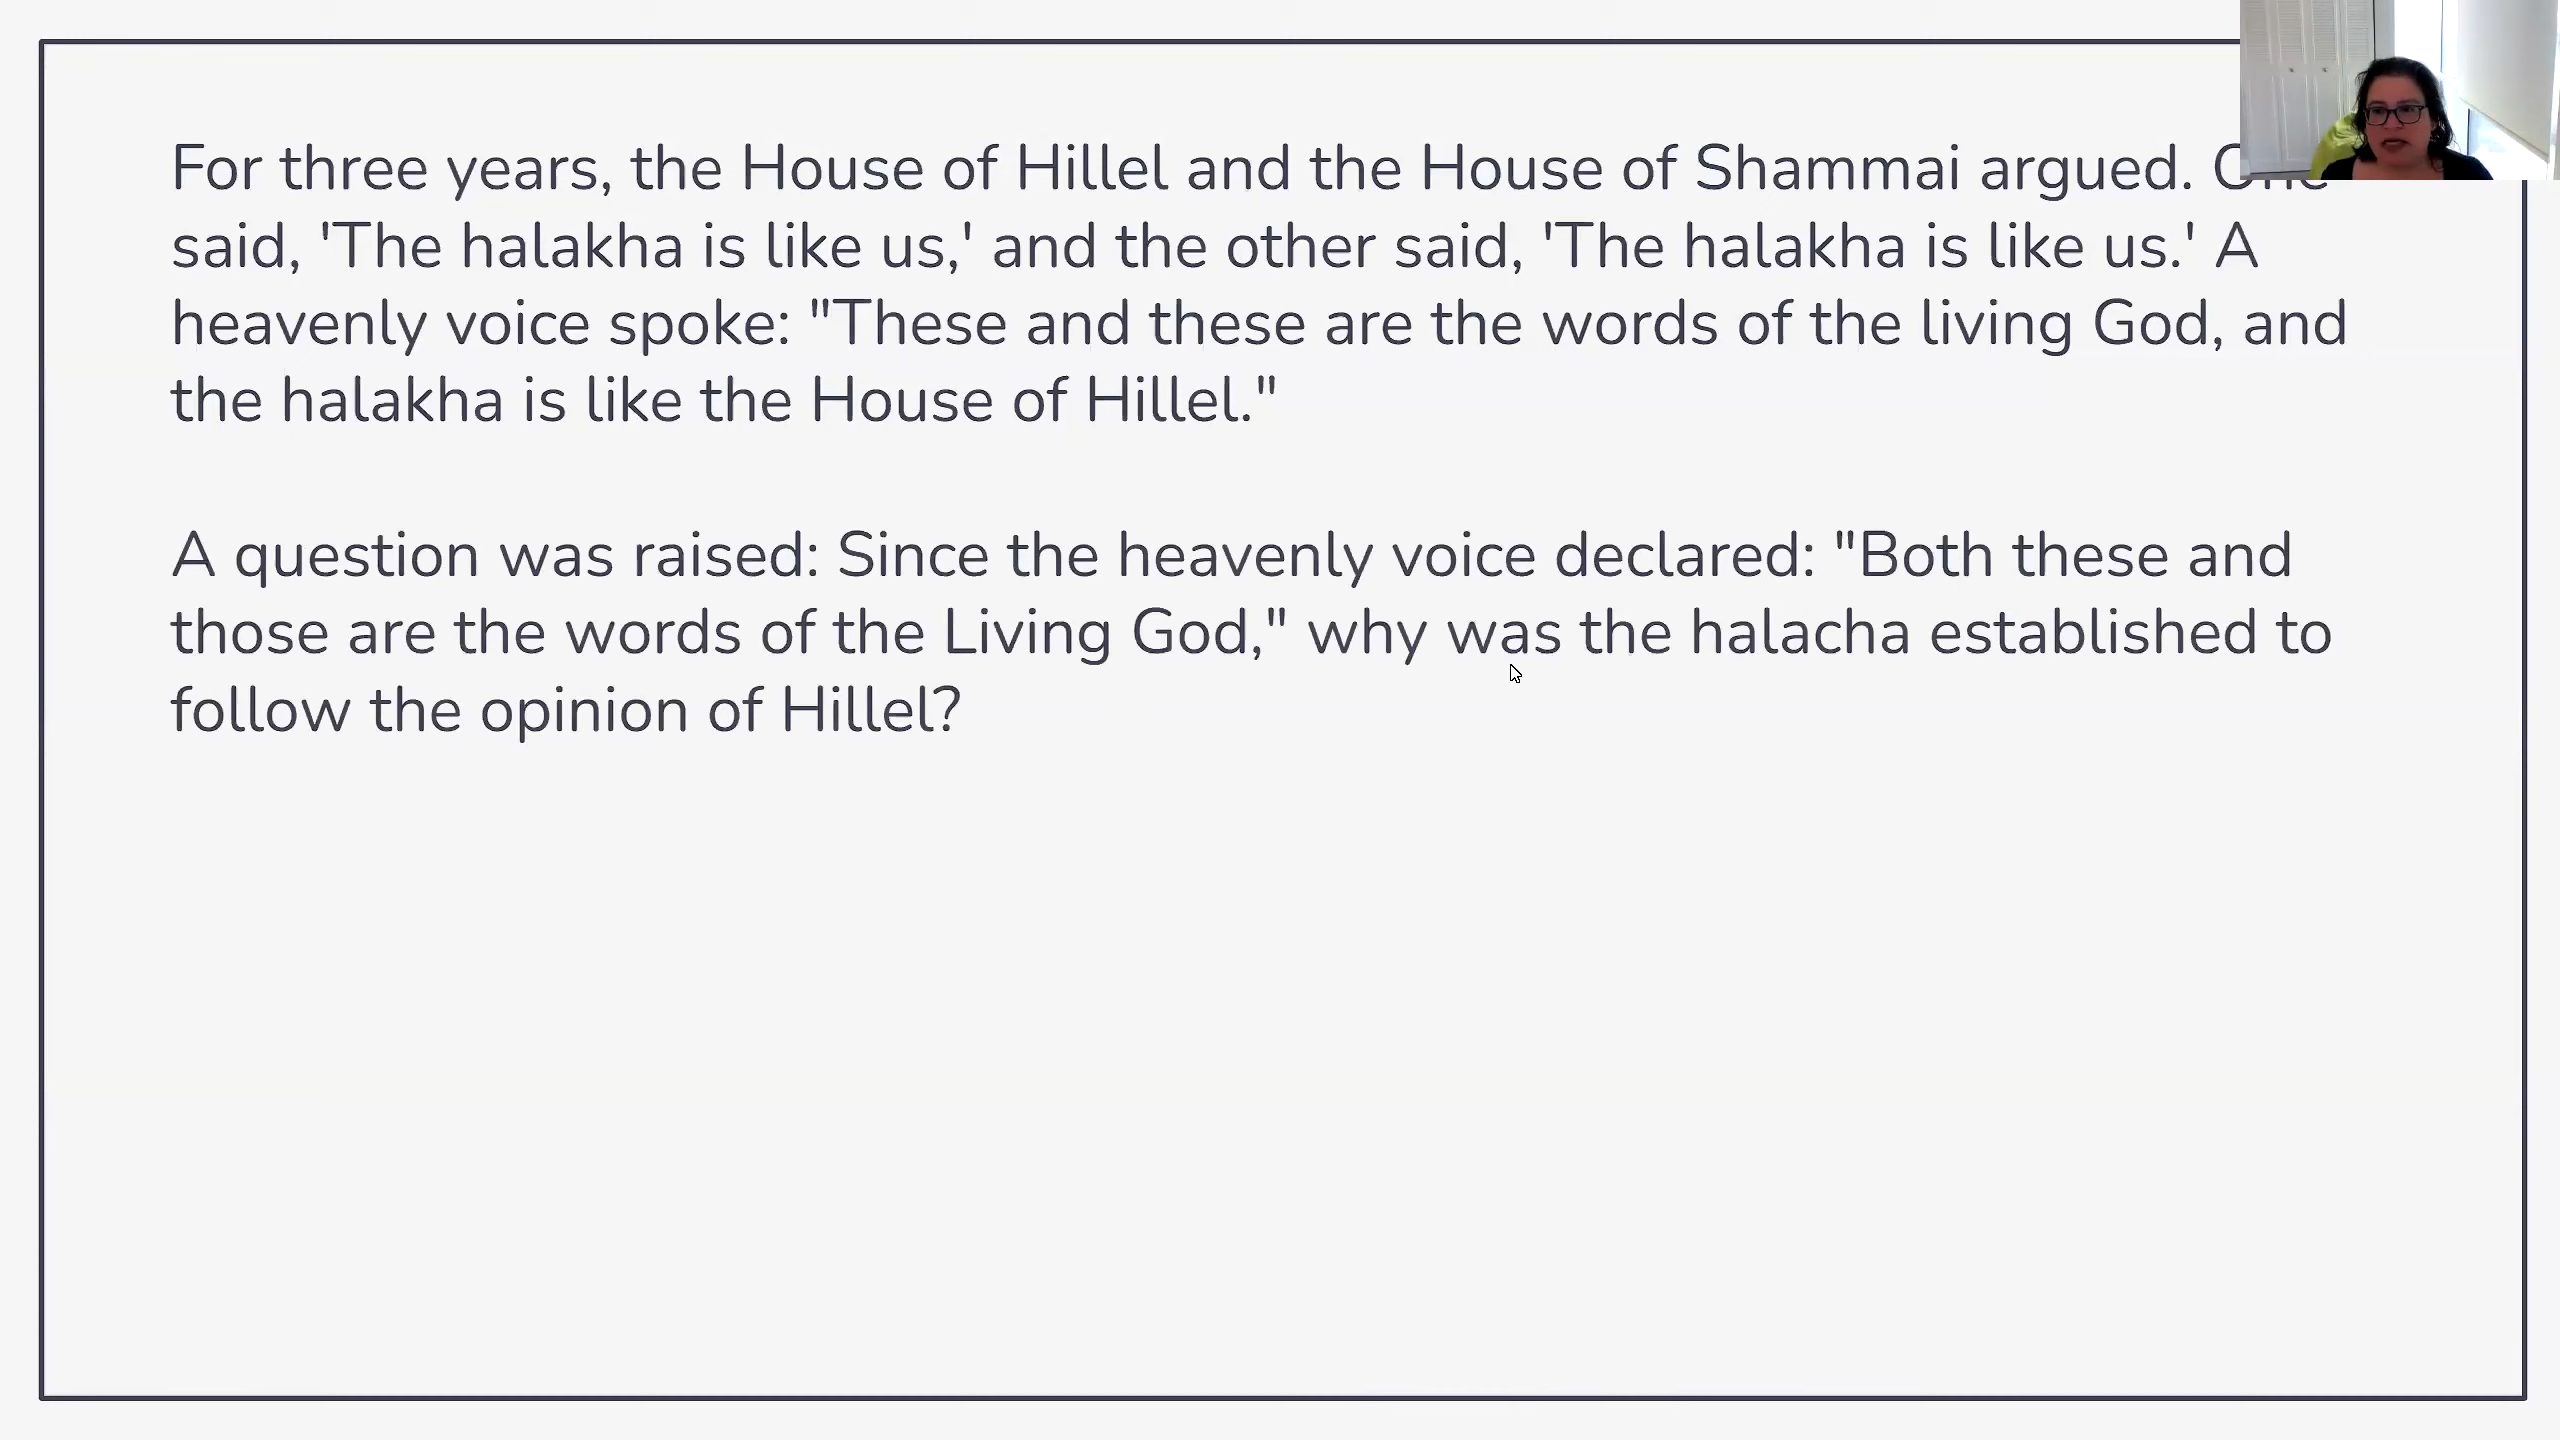 For three years, the House of Hillel and the House of Shammai argued. One
said, 'The halakha is like us,' and the other said, 'The halakha is like us.' A
heavenly voice spoke: "These and these are the words of the living God, and
the halakha is like the House of Hillel."
A question was raised: Since the heavenly voice declared: "Both these and
those are the words of the Living God," why was the halacha established to
follow the opinion of Hillel?